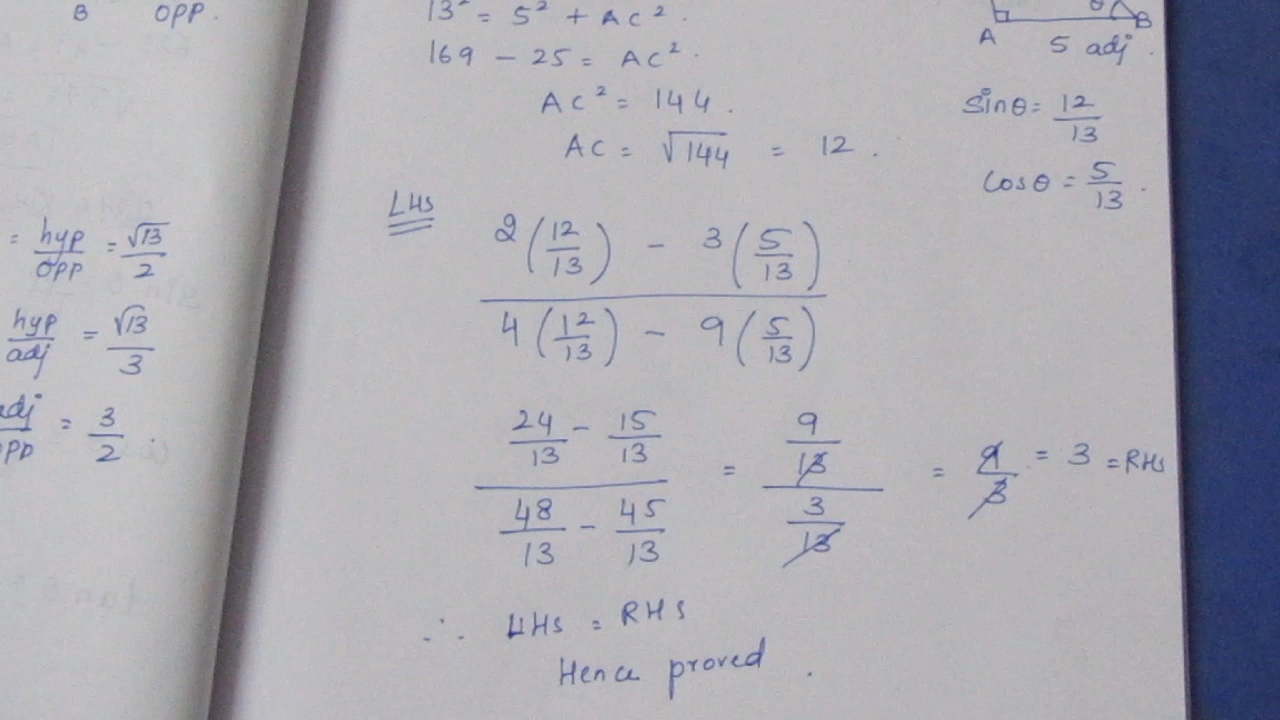 B OPP.
= hyp/opp = √13/2
hyp/adj = √13/3
adj/opp = 3/2 .
13² = 5² + AC² .
169 - 25 = AC² .
AC² = 144 .
AC = √144 = 12 .
θ B
A 5 adj .
Sinθ = 12/13
Cosθ = 5/13 .
LHS
2(12/13) - 3(5/13)
4(12/13) - 9(5/13)
24/13 - 15/13 = 9/13 = 9/3 = 3 = RHS
48/13 - 45/13 3/13
∴ LHS = RHS
Hence proved .